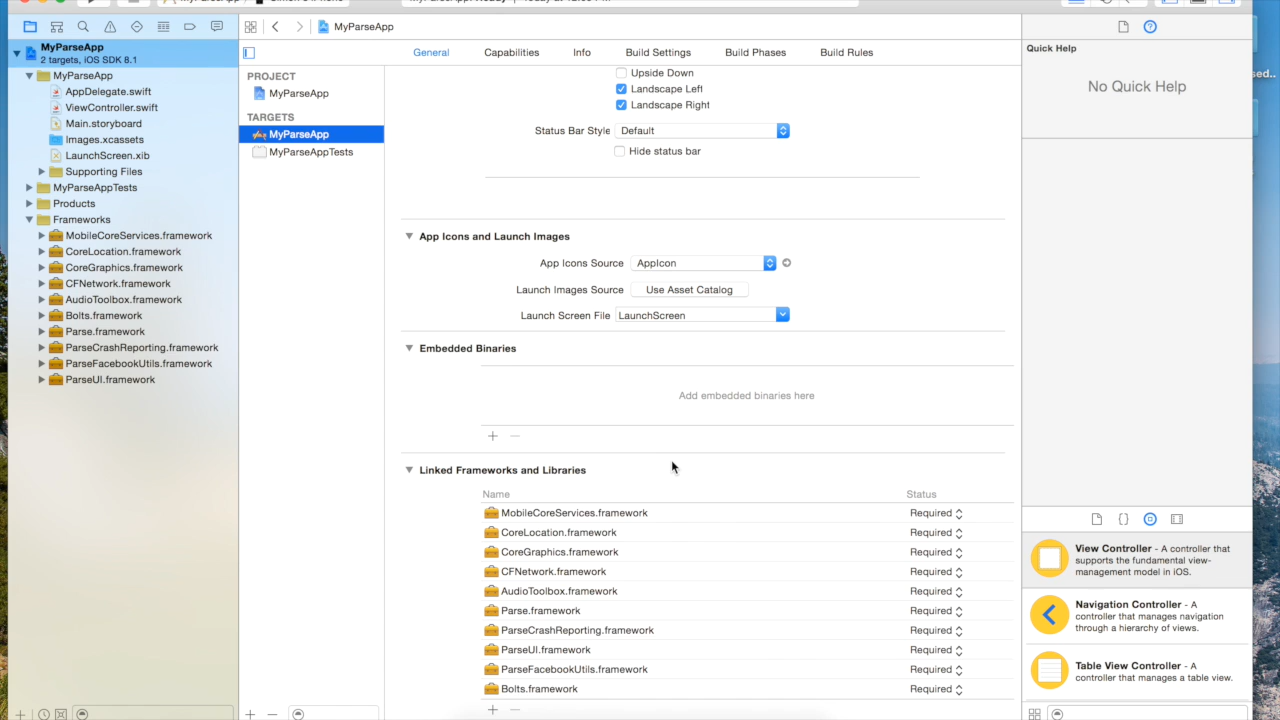 MyParseApp
General
Capabilities
Info
Build Settings
Build Phases
Build Rules
Quick Help
No Quick Help
MyParseApp
2 targets, iOS SDK 8.1
MyParseApp
AppDelegate.swift
ViewController.swift
Main.storyboard
Images.xcassets
LaunchScreen.xib
Supporting Files
MyParseAppTests
Products
Frameworks
MobileCoreServices.framework
CoreLocation.framework
CoreGraphics.framework
CFNetwork.framework
AudioToolbox.framework
Bolts.framework
Parse.framework
ParseCrashReporting.framework
ParseFacebookUtils.framework
ParseUI.framework
PROJECT
MyParseApp
TARGETS
MyParseApp
MyParseAppTests
Upside Down
Landscape Left
Landscape Right
Status Bar Style Default
Hide status bar
App Icons and Launch Images
App Icons Source AppIcon
Launch Images Source Use Asset Catalog
Launch Screen File LaunchScreen
Embedded Binaries
Add embedded binaries here
Linked Frameworks and Libraries
Name Status
MobileCoreServices.framework Required
CoreLocation.framework Required
CoreGraphics.framework Required
CFNetwork.framework Required
AudioToolbox.framework Required
Parse.framework Required
ParseCrashReporting.framework Required
ParseUI.framework Required
ParseFacebookUtils.framework Required
Bolts.framework Required
View Controller - A controller that
supports the fundamental view-
management model in iOS.
Navigation Controller - A
controller that manages navigation
through a hierarchy of views.
Table View Controller - A
controller that manages a table view.